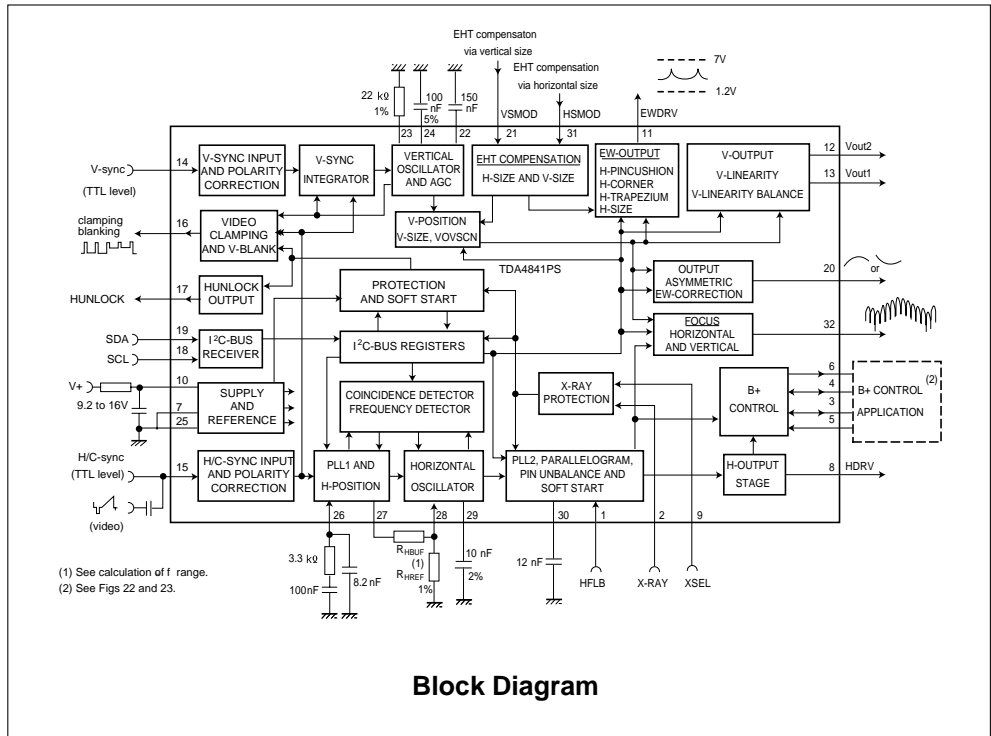 EHT compensaton
via vertical size
EHT compensation
via horizontal size
7V
1.2V
22 kΩ
1%
100
nF
5%
150
nF
VSMOD
HSMOD
EWDRV
23
24
22
21
31
11
V-sync
(TTL level)
14
V-SYNC INPUT
AND POLARITY
CORRECTION
V-SYNC
INTEGRATOR
VERTICAL
OSCILLATOR
AND AGC
EHT COMPENSATION
H-SIZE AND V-SIZE
EW-OUTPUT
H-PINCUSHION
H-CORNER
H-TRAPEZIUM
H-SIZE
V-OUTPUT
V-LINEARITY
V-LINEARITY BALANCE
12
Vout2
13
Vout1
clamping
blanking
16
VIDEO
CLAMPING
AND V-BLANK
V-POSITION
V-SIZE, VOVSCN
TDA4841PS
HUNLOCK
17
HUNLOCK
OUTPUT
PROTECTION
AND SOFT START
OUTPUT
ASYMMETRIC
EW-CORRECTION
20
or
SDA
19
SCL
18
I²C-BUS
RECEIVER
I²C-BUS REGISTERS
FOCUS
HORIZONTAL
AND VERTICAL
32
V+
9.2 to 16V
10
7
25
SUPPLY
AND
REFERENCE
COINCIDENCE DETECTOR
FREQUENCY DETECTOR
X-RAY
PROTECTION
B+
CONTROL
6
4
3
5
B+ CONTROL
(2)
APPLICATION
H/C-sync
(TTL level)
15
H/C-SYNC INPUT
AND POLARITY
CORRECTION
PLL1 AND
H-POSITION
HORIZONTAL
OSCILLATOR
PLL2, PARALLELOGRAM,
PIN UNBALANCE AND
SOFT START
H-OUTPUT
STAGE
8
HDRV
(video)
26
27
28
29
30
1
2
9
3.3 kΩ
100nF
8.2 nF
RHBUF
(1)
RHREF
1%
10 nF
2%
12 nF
HFLB
X-RAY
XSEL
(1) See calculation of f range.
(2) See Figs 22 and 23.
Block Diagram